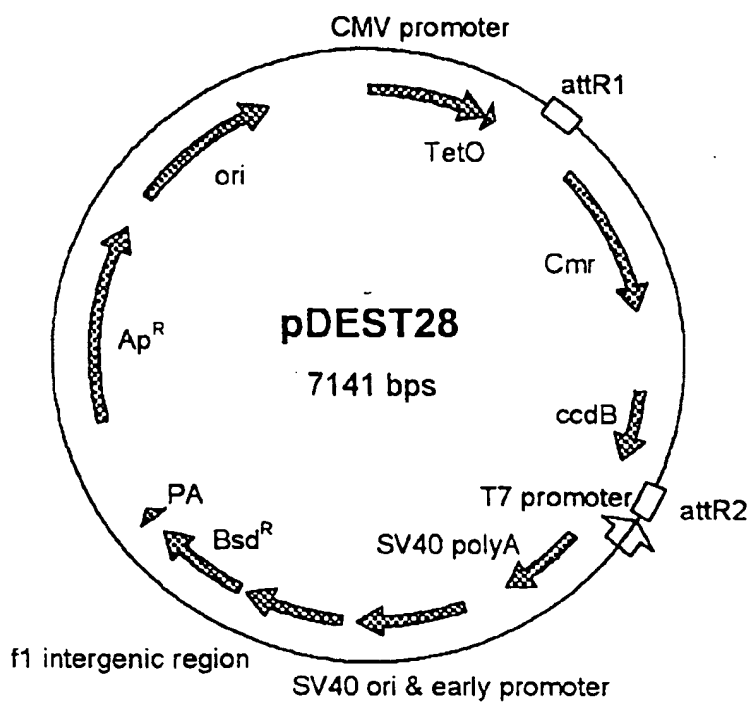 CMV promoter
attR1
TetO
ori
Cmr
Ap^R
pDEST28
7141 bps
ccdB
PA
T7 promoter
attR2
Bsd^R
SV40 polyA
f1 intergenic region
SV40 ori & early promoter